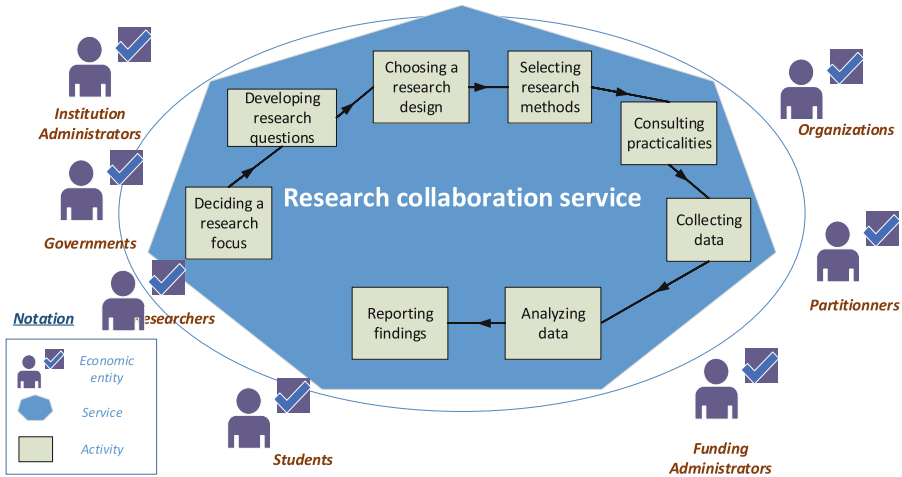 Institution
Administrators
Governments
esearchers
Students
Funding
Administrators
Partitionners
Organizations
Research collaboration service
Deciding a
research
focus
Developing
research
questions
Choosing a
research
design
Selecting
research
methods
Consulting
practicalities
Collecting
data
Analyzing
data
Reporting
findings
Notation
Economic
entity
Service
Activity